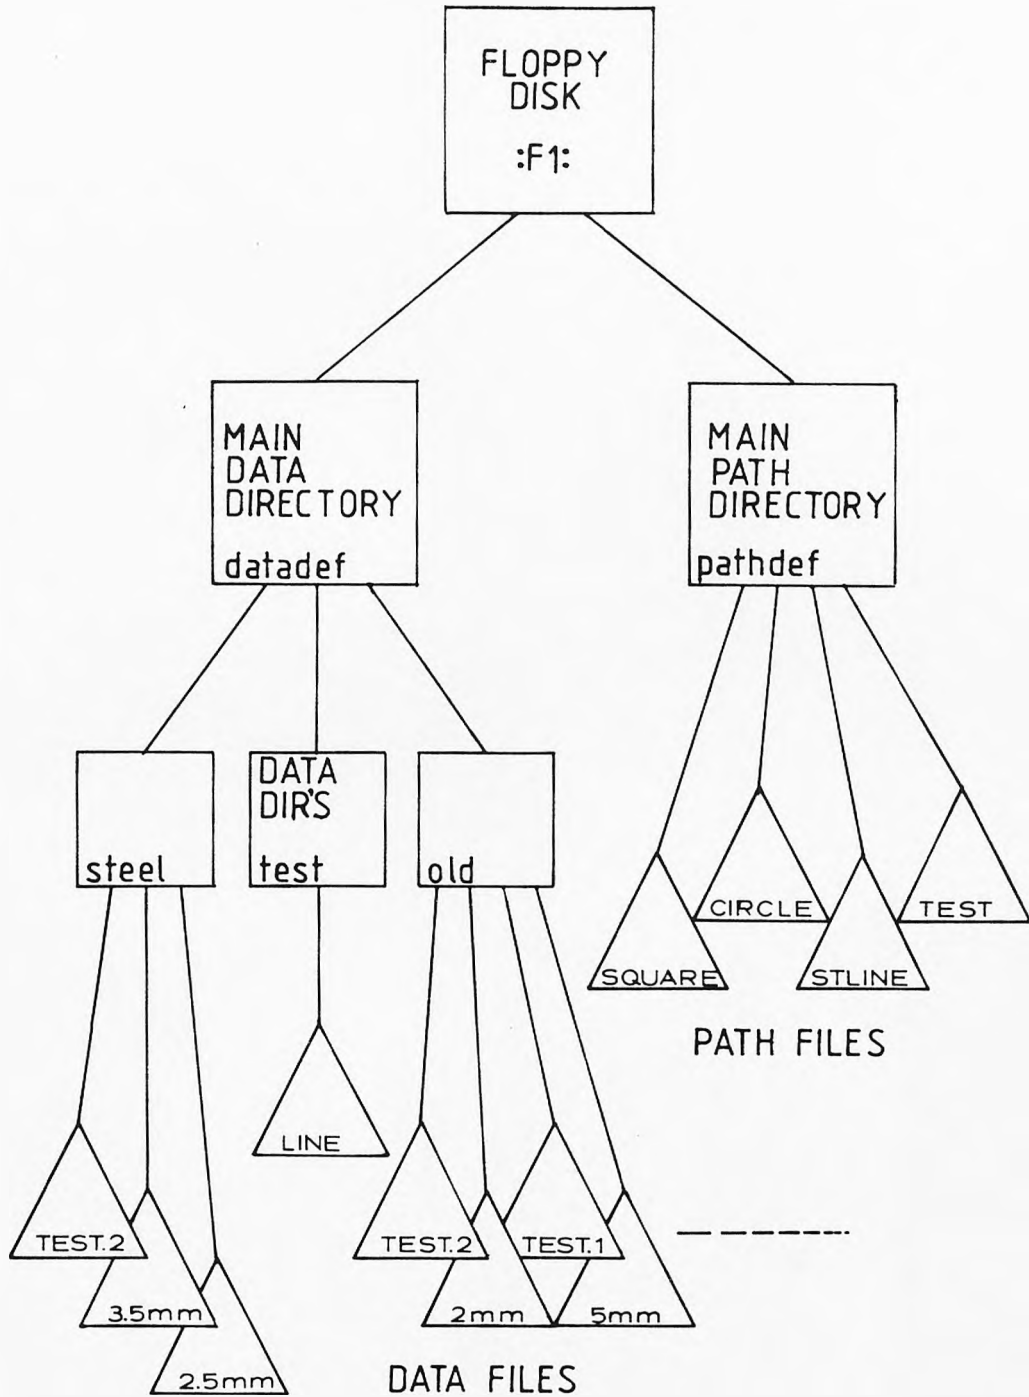 FLOPPY
DISK
:F1:
MAIN
DATA
DIRECTORY
datadef
MAIN
PATH
DIRECTORY
pathdef
steel
DATA
DIR'S
test
old
SQUARE
CIRCLE
STLINE
TEST
PATH FILES
LINE
TEST.2
3.5mm
2.5mm
TEST.2
2mm
TEST.1
5mm
DATA FILES